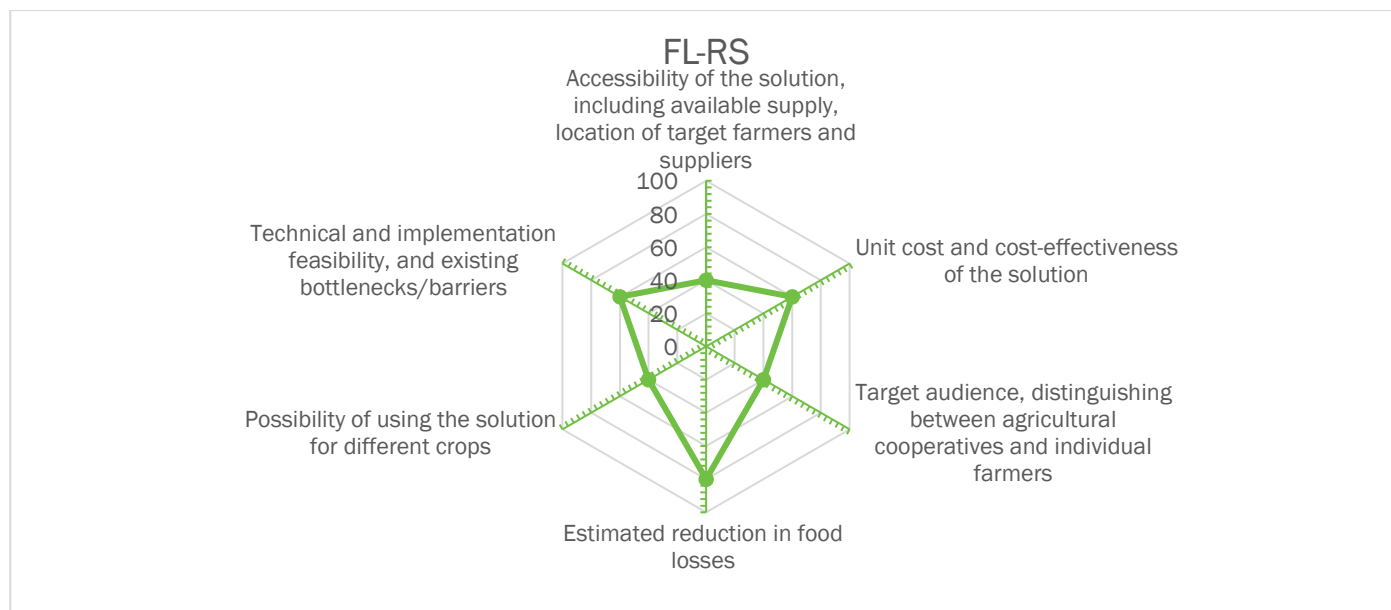 FL-RS
Accessibility of the solution,
including available supply,
location of target farmers and
suppliers
100
80
60
40
20
0
Unit cost and cost-effectiveness
of the solution
Target audience, distinguishing
between agricultural
cooperatives and individual
farmers
Estimated reduction in food
losses
Possibility of using the solution
for different crops
Technical and implementation
feasibility, and existing
bottlenecks/barriers